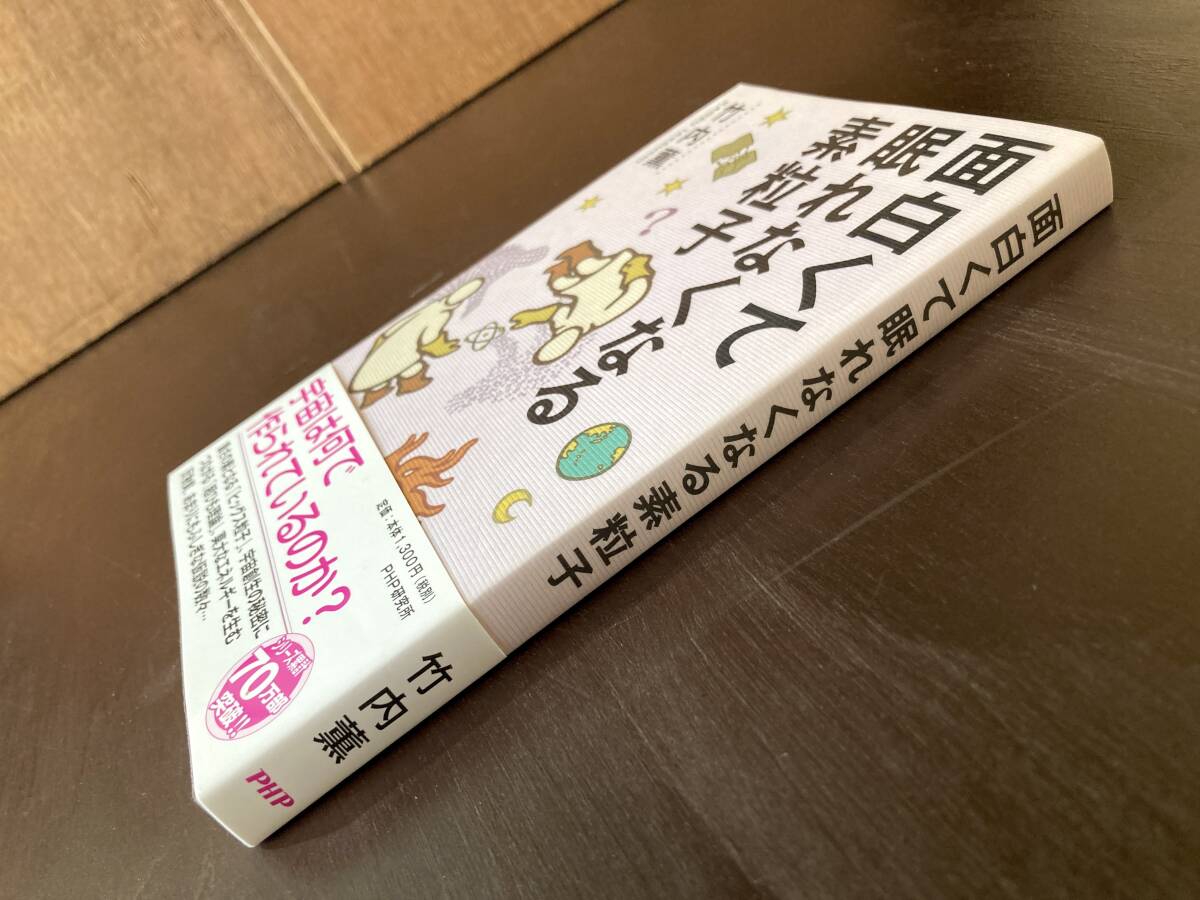 面白くて
眠れなくなる
素粒子
竹内薫
宇宙は何で
作られているのか?
定価:本体1,300円(税別)
PHP研究所
シリーズ累計
70万部
突破!!
面白くて眠れなくなる素粒子
竹内薫
PHP